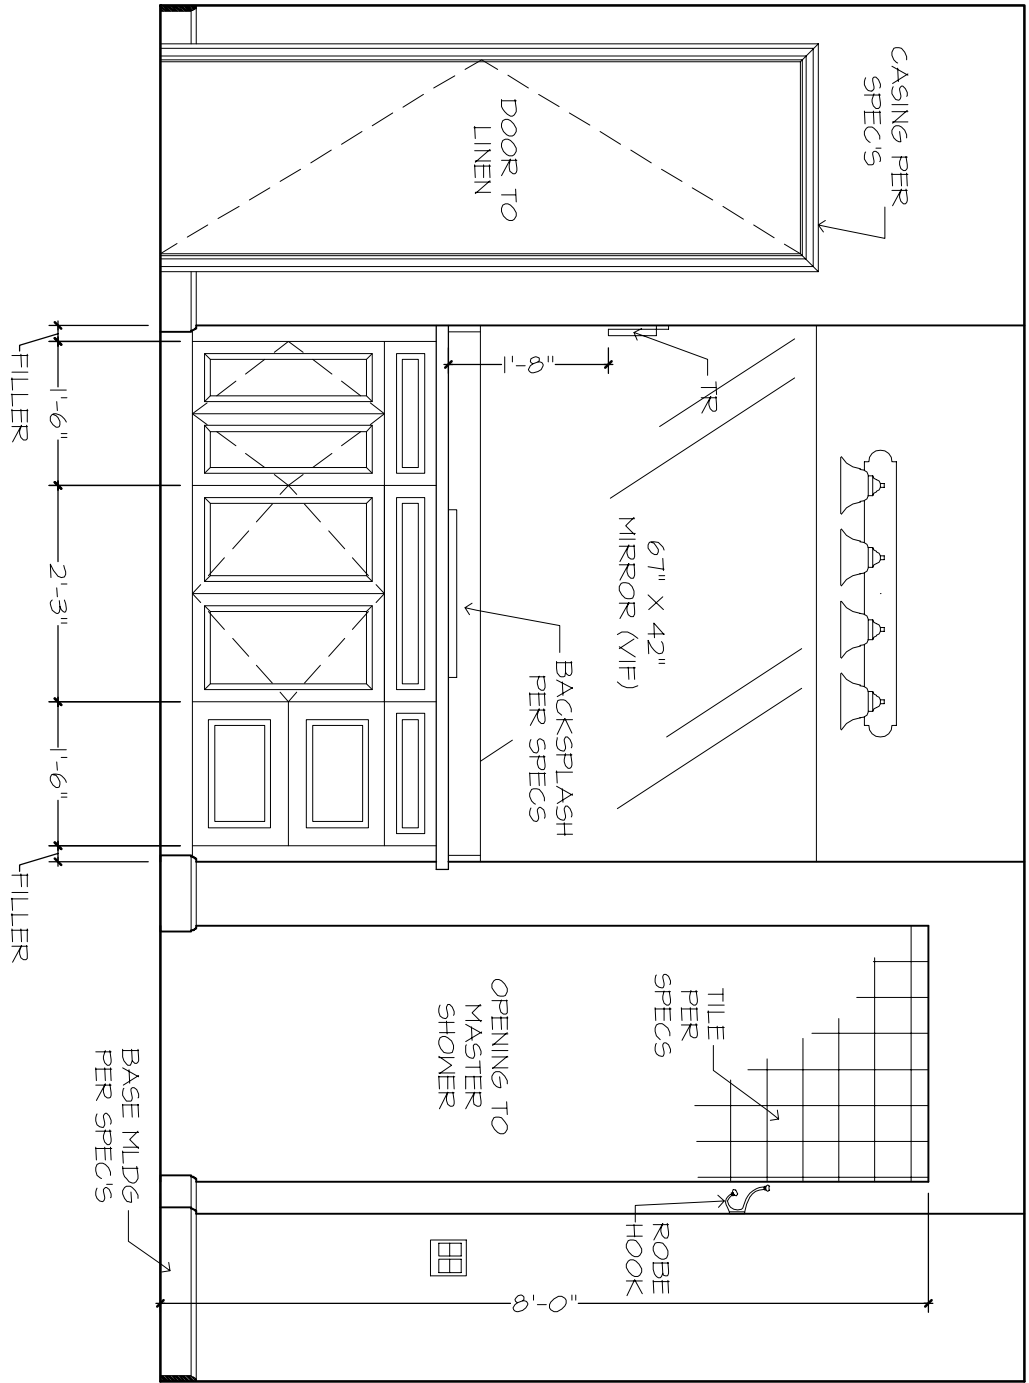 CASING PER
SPEC'S
DOOR TO
LINEN
TR
1'-8"
67" X 42"
MIRROR (VIF)
BACKSPLASH
PER SPECS
FILLER
1'-6"
2'-3"
1'-6"
FILLER
TILE
PER
SPECS
OPENING TO
MASTER
SHOWER
ROBE
HOOK
8'-0"
BASE MLDG
PER SPEC'S